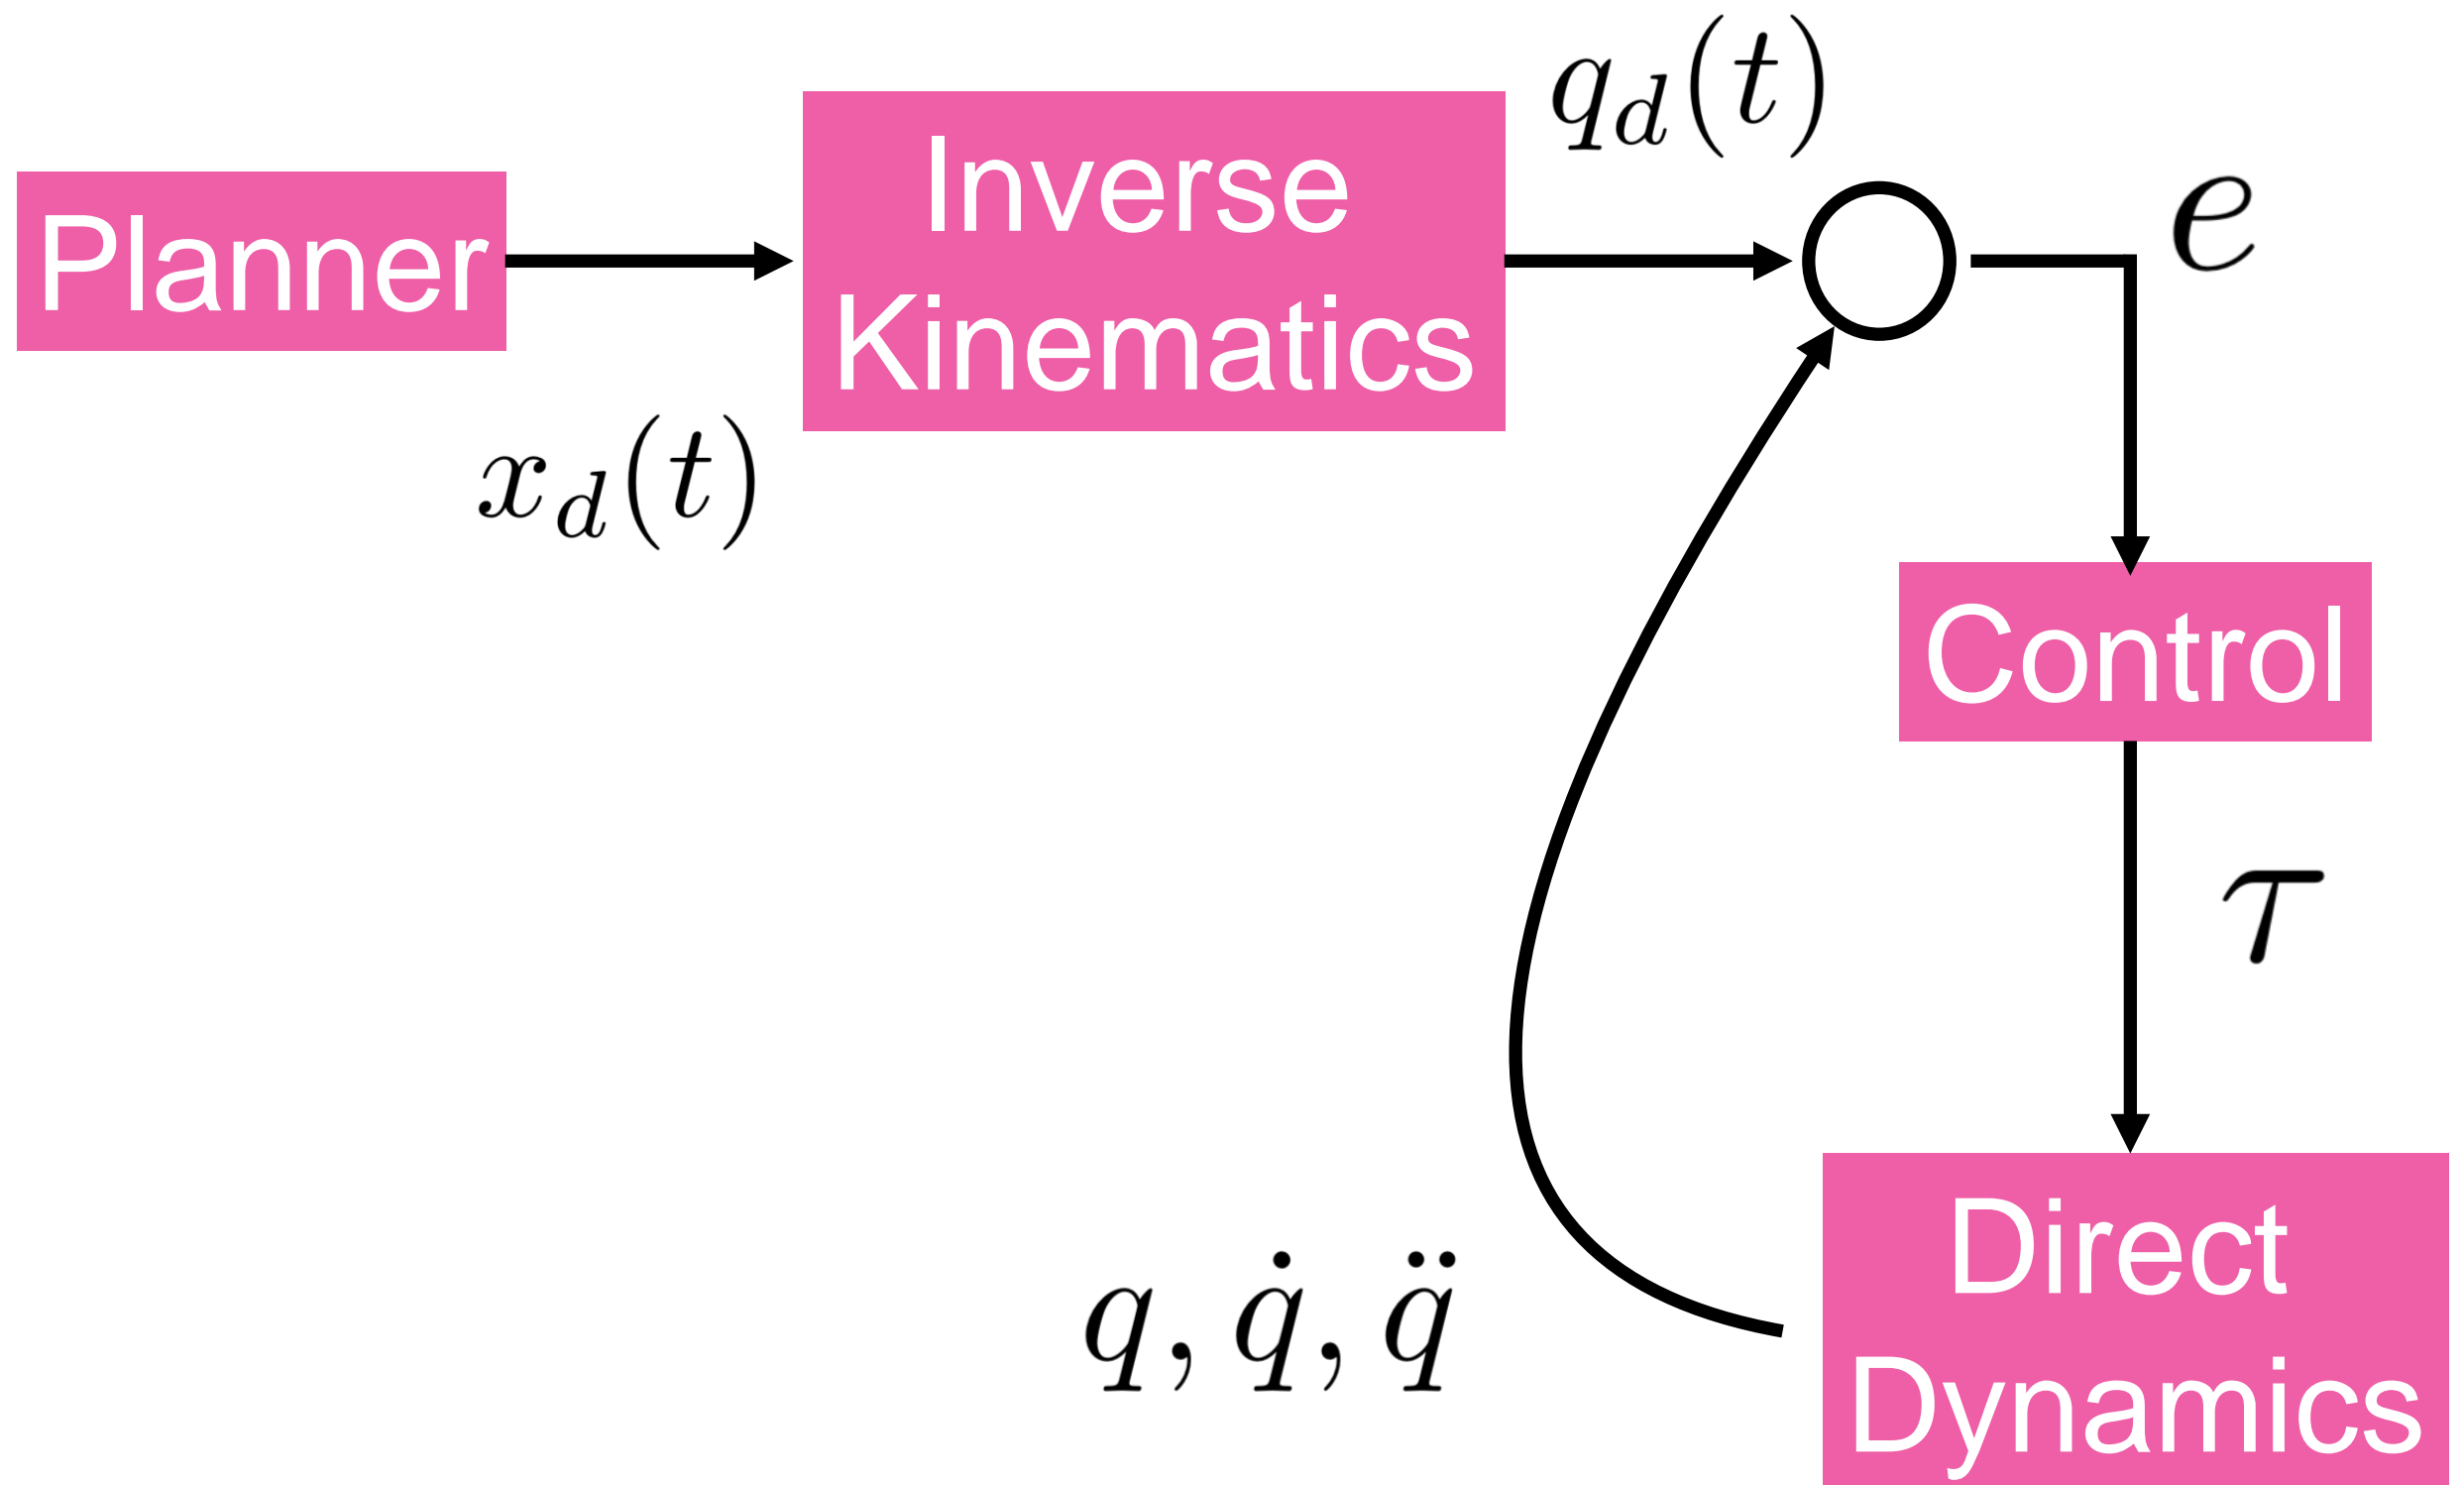 Planner
x_d(t)
Inverse
Kinematics
q_d(t)
e
Control
τ
Direct
Dynamics
q, q̇, q̈